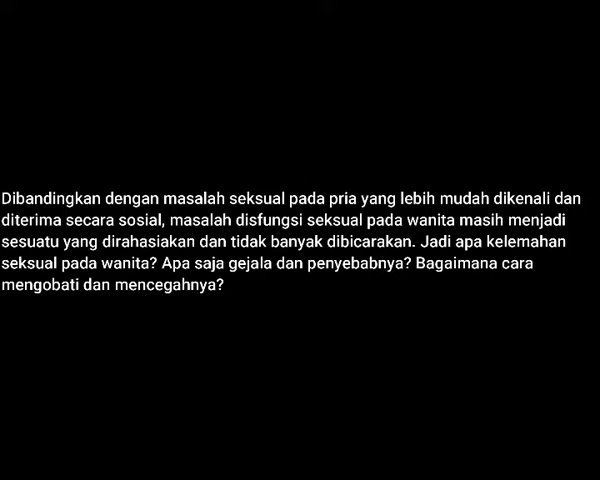 Dibandingkan dengan masalah seksual pada pria yang lebih mudah dikenali dan
diterima secara sosial, masalah disfungsi seksual pada wanita masih menjadi
sesuatu yang dirahasiakan dan tidak banyak dibicarakan. Jadi apa kelemahan
seksual pada wanita? Apa saja gejala dan penyebabnya? Bagaimana cara
mengobati dan mencegahnya?